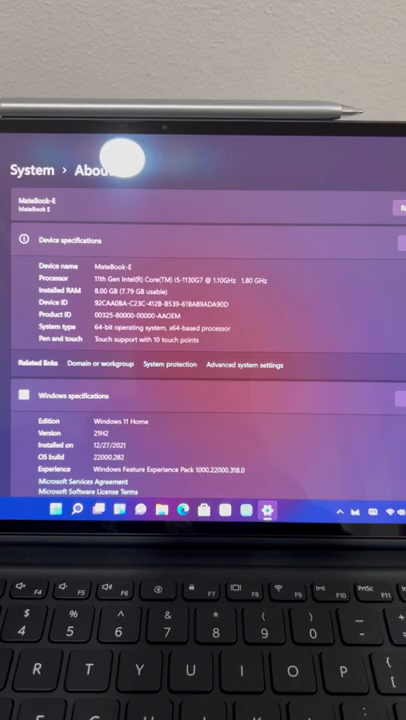 System > About
MateBook-E
MateBook E
Device specifications
Device name MateBook-E
Processor 11th Gen Intel(R) Core(TM) i5-1130G7 @ 1.10GHz 1.80 GHz
Installed RAM 8.00 GB (7.79 GB usable)
Device ID 92CAA0BA-C23C-412B-B539-61BA89ADA90D
Product ID 00325-80000-00000-AAOEM
System type 64-bit operating system, x64-based processor
Pen and touch Touch support with 10 touch points
Related links Domain or workgroup System protection Advanced system settings
Windows specifications
Edition Windows 11 Home
Version 21H2
Installed on 12/27/2021
OS build 22000.282
Experience Windows Feature Experience Pack 1000.22000.318.0
Microsoft Services Agreement
Microsoft Software License Terms
F4 F5 F6 F7 F8 F9 F10 PrtSc F11
$ % ^ & * ( ) _ +
4 5 6 7 8 9 0 -
R T Y U I O P { [